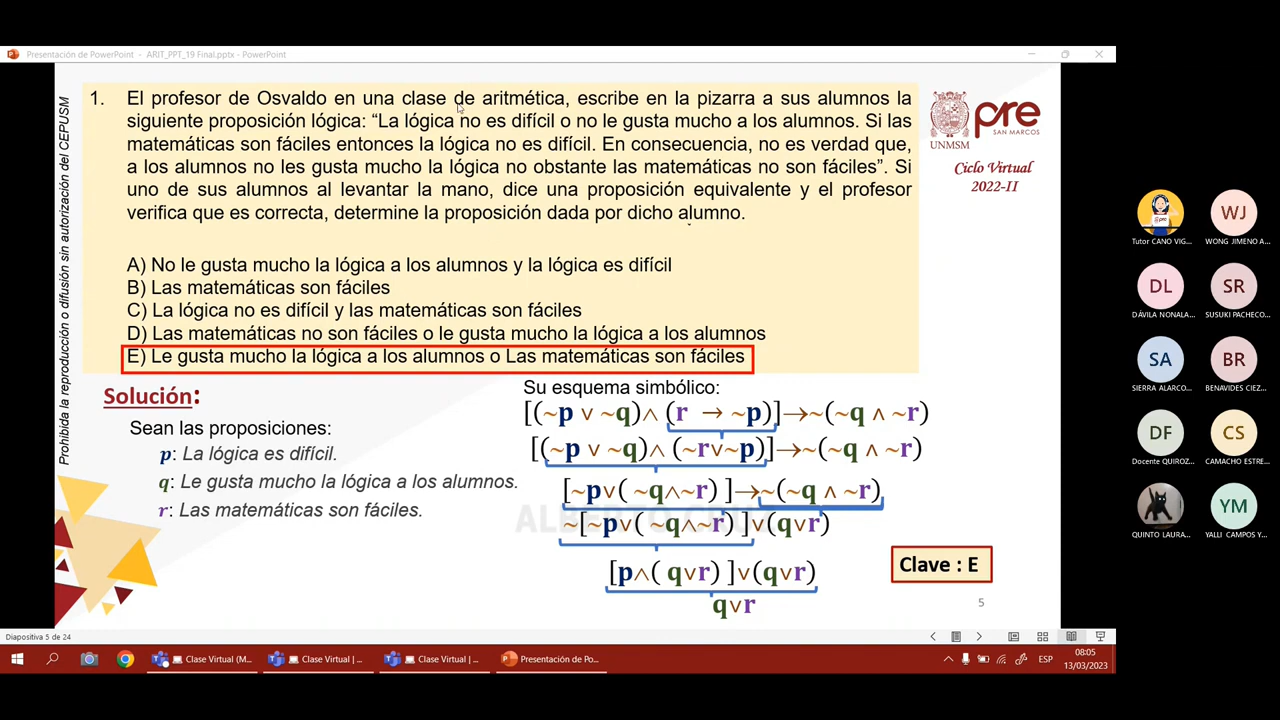 Presentación de PowerPoint - ARIT_PPT_19 Final.pptx - PowerPoint
Prohibida la reproducción o difusión sin autorización del CEPUSM
1. El profesor de Osvaldo en una clase de aritmética, escribe en la pizarra a sus alumnos la
siguiente proposición lógica: “La lógica no es difícil o no le gusta mucho a los alumnos. Si las
matemáticas son fáciles entonces la lógica no es difícil. En consecuencia, no es verdad que,
a los alumnos no les gusta mucho la lógica no obstante las matemáticas no son fáciles”. Si
uno de sus alumnos al levantar la mano, dice una proposición equivalente y el profesor
verifica que es correcta, determine la proposición dada por dicho alumno.
A) No le gusta mucho la lógica a los alumnos y la lógica es difícil
B) Las matemáticas son fáciles
C) La lógica no es difícil y las matemáticas son fáciles
D) Las matemáticas no son fáciles o le gusta mucho la lógica a los alumnos
E) Le gusta mucho la lógica a los alumnos o Las matemáticas son fáciles
UNMSM
pre
SAN MARCOS
Ciclo Virtual
2022-II
Solución:
Sean las proposiciones:
p: La lógica es difícil.
q: Le gusta mucho la lógica a los alumnos.
r: Las matemáticas son fáciles.
Su esquema simbólico:
[(~p ∨ ~q)∧ (r → ~p)]→~(~q ∧ ~r)
[(~p ∨ ~q)∧ (~r∨~p)]→~(~q ∧ ~r)
[~p∨( ~q∧~r) ]→~(~q ∧ ~r)
~[~p∨( ~q∧~r) ]∨(q∨r)
[p∧( q∨r) ]∨(q∨r)
q∨r
Clave : E
5
Diapositiva 5 de 24
Tutor CANO VIG...
WONG JIMENO A...
DL
DÁVILA NONALA...
SR
SUSUKI PACHECO...
SA
SIERRA ALARCO...
BR
BENAVIDES CIEZ...
DF
Docente QUIROZ...
CS
CAMACHO ESTRE...
QUINTO LAURA...
YM
YALLI CAMPOS Y...
WJ
Clase Virtual (M...
Clase Virtual | ...
Clase Virtual | ...
Presentación de Po...
ESP
08:05
13/03/2023